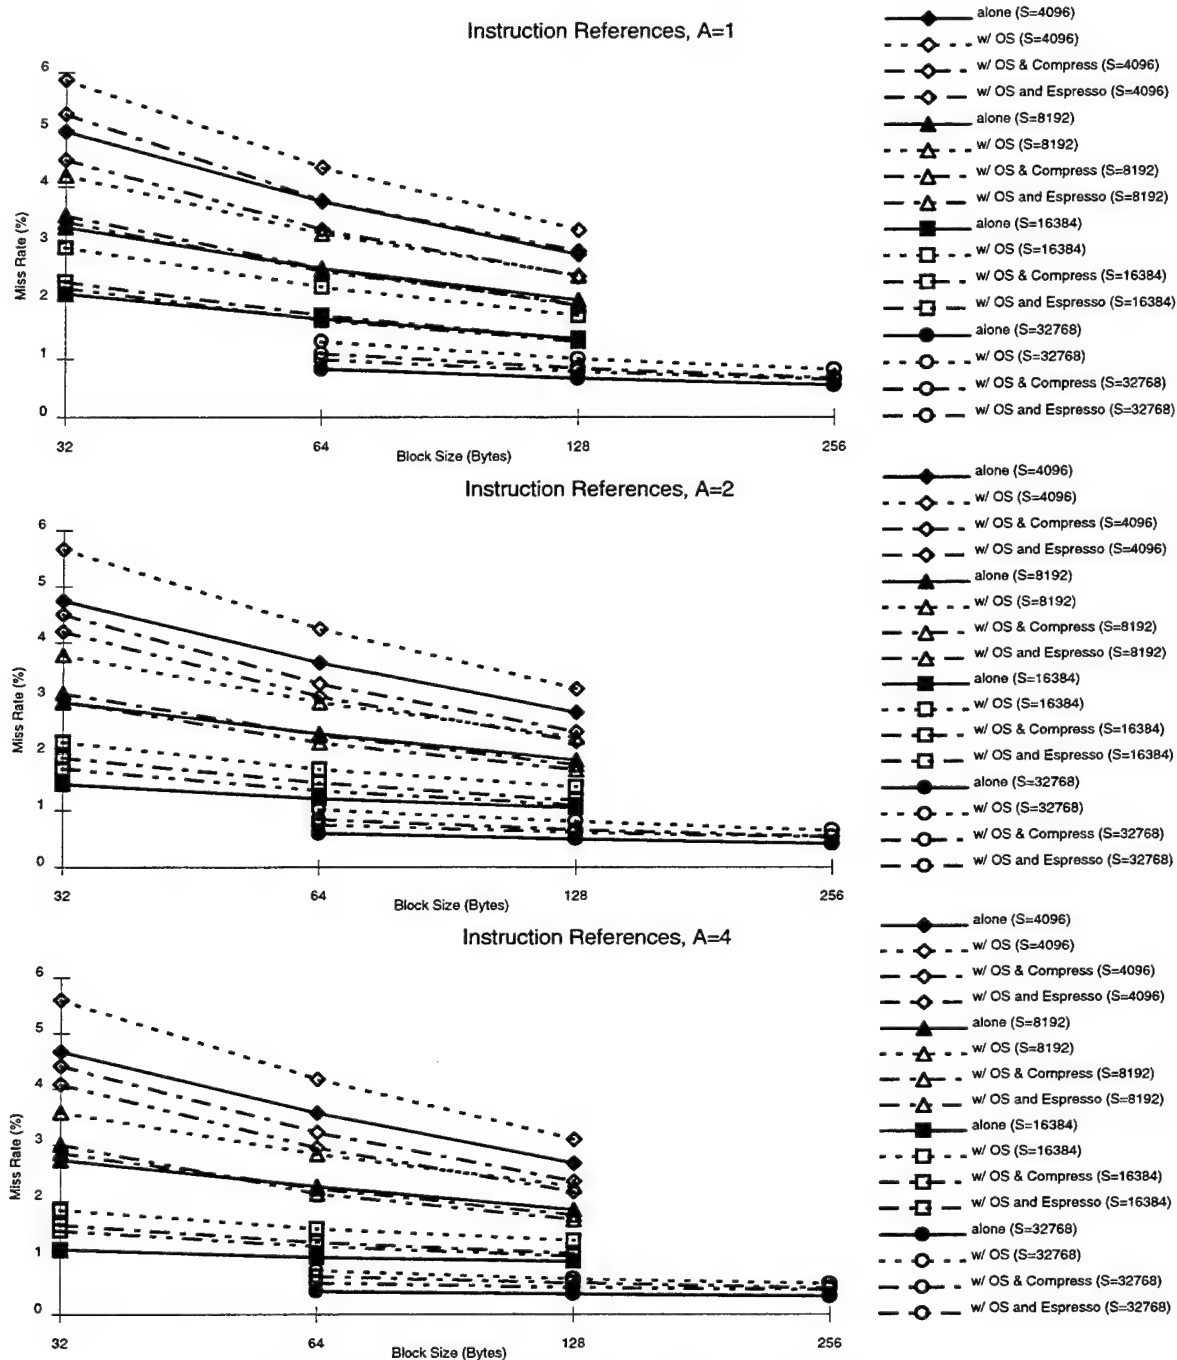 Instruction References, A=1
6
5
4
3
2
1
0
Miss Rate (%)
32
64
128
256
Block Size (Bytes)
alone (S=4096)
w/ OS (S=4096)
w/ OS & Compress (S=4096)
w/ OS and Espresso (S=4096)
alone (S=8192)
w/ OS (S=8192)
w/ OS & Compress (S=8192)
w/ OS and Espresso (S=8192)
alone (S=16384)
w/ OS (S=16384)
w/ OS & Compress (S=16384)
w/ OS and Espresso (S=16384)
alone (S=32768)
w/ OS (S=32768)
w/ OS & Compress (S=32768)
w/ OS and Espresso (S=32768)
Instruction References, A=2
6
5
4
3
2
1
0
Miss Rate (%)
32
64
128
256
Block Size (Bytes)
alone (S=4096)
w/ OS (S=4096)
w/ OS & Compress (S=4096)
w/ OS and Espresso (S=4096)
alone (S=8192)
w/ OS (S=8192)
w/ OS & Compress (S=8192)
w/ OS and Espresso (S=8192)
alone (S=16384)
w/ OS (S=16384)
w/ OS & Compress (S=16384)
w/ OS and Espresso (S=16384)
alone (S=32768)
w/ OS (S=32768)
w/ OS & Compress (S=32768)
w/ OS and Espresso (S=32768)
Instruction References, A=4
6
5
4
3
2
1
0
Miss Rate (%)
32
64
128
256
Block Size (Bytes)
alone (S=4096)
w/ OS (S=4096)
w/ OS & Compress (S=4096)
w/ OS and Espresso (S=4096)
alone (S=8192)
w/ OS (S=8192)
w/ OS & Compress (S=8192)
w/ OS and Espresso (S=8192)
alone (S=16384)
w/ OS (S=16384)
w/ OS & Compress (S=16384)
w/ OS and Espresso (S=16384)
alone (S=32768)
w/ OS (S=32768)
w/ OS & Compress (S=32768)
w/ OS and Espresso (S=32768)